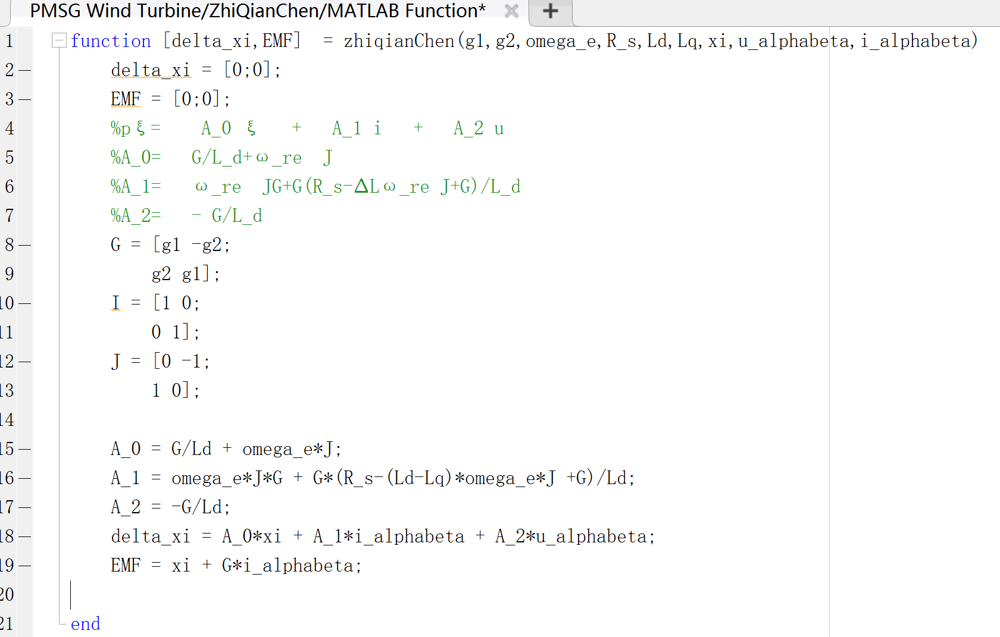 PMSG Wind Turbine/ZhiQianChen/MATLAB Function*
1 function [delta_xi,EMF] = zhiqianChen(g1,g2,omega_e,R_s,Ld,Lq,xi,u_alphabeta,i_alphabeta)
2 delta_xi = [0;0];
3 EMF = [0;0];
4 %pξ= A_0 ξ + A_1 i + A_2 u
5 %A_0= G/L_d+ω_re J
6 %A_1= ω_re JG+G(R_s-ΔLω_re J+G)/L_d
7 %A_2= - G/L_d
8 G = [g1 -g2;
9 g2 g1];
10 I = [1 0;
11 0 1];
12 J = [0 -1;
13 1 0];
14
15 A_0 = G/Ld + omega_e*J;
16 A_1 = omega_e*J*G + G*(R_s-(Ld-Lq)*omega_e*J +G)/Ld;
17 A_2 = -G/Ld;
18 delta_xi = A_0*xi + A_1*i_alphabeta + A_2*u_alphabeta;
19 EMF = xi + G*i_alphabeta;
20
21 end